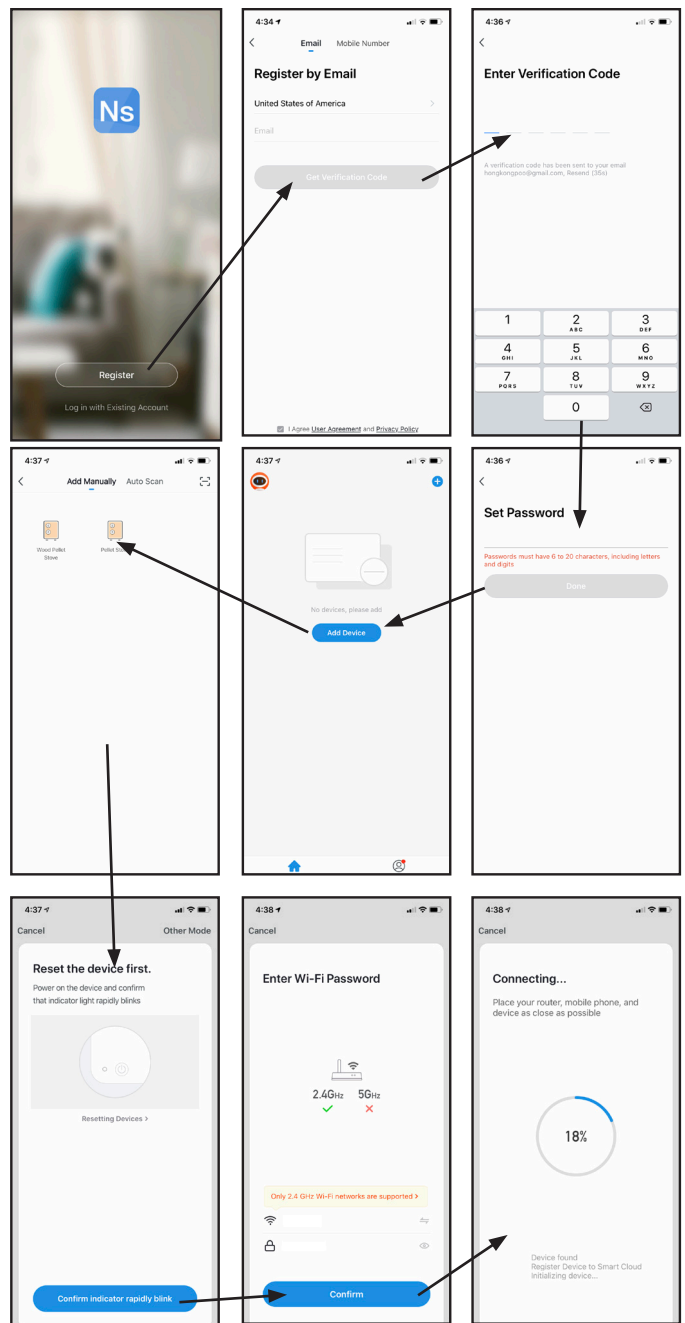 Ns
Register
Log in with Existing Account
4:34
Email Mobile Number
Register by Email
United States of America
Email
Get Verification Code
I Agree User Agreement and Privacy Policy
4:36
Enter Verification Code
A verification code has been sent to your email
hongkongpoo@gmail.com, Resend (35s)
1 2 3
ABC DEF
4 5 6
GHI JKL MNO
7 8 9
PQRS TUV WXYZ
0
4:37
Add Manually Auto Scan
Wood Pellet
Stove
Pellet Stove
4:37
No devices, please add
Add Device
4:36
Set Password
Passwords must have 6 to 20 characters, including letters
and digits
Done
4:37
Cancel Other Mode
Reset the device first.
Power on the device and confirm
that indicator light rapidly blinks
Resetting Devices >
Confirm indicator rapidly blink
4:38
Cancel
Enter Wi-Fi Password
2.4GHz 5GHz
Only 2.4 GHz Wi-Fi networks are supported >
Confirm
4:38
Cancel
Connecting...
Place your router, mobile phone, and
device as close as possible
18%
Device found
Register Device to Smart Cloud
Initializing device...